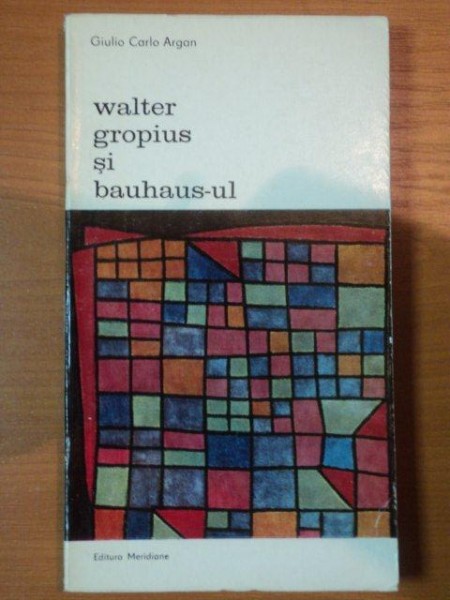 Giulio Carlo Argan
walter
gropius
și
bauhaus-ul
Editura Meridiane